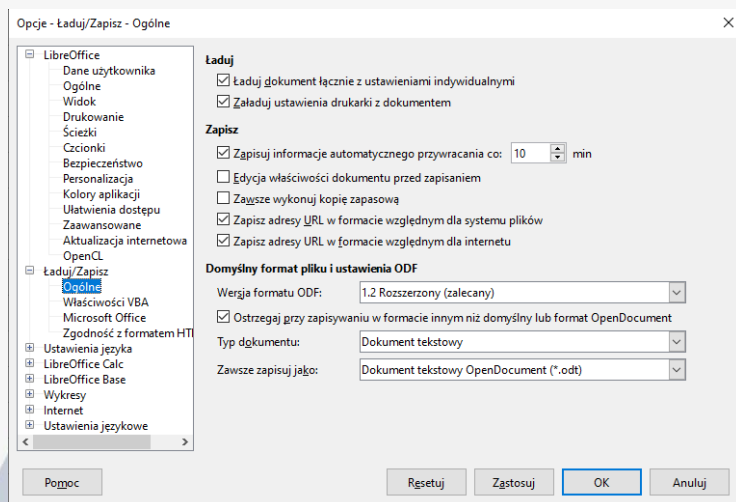 Opcje - Ładuj/Zapisz - Ogólne
LibreOffice
Dane użytkownika
Ogólne
Widok
Drukowanie
Ścieżki
Czcionki
Bezpieczeństwo
Personalizacja
Kolory aplikacji
Ułatwienia dostępu
Zaawansowane
Aktualizacja internetowa
OpenCL
Ładuj/Zapisz
Ogólne
Właściwości VBA
Microsoft Office
Zgodność z formatem HTI
Ustawienia języka
LibreOffice Calc
LibreOffice Base
Wykresy
Internet
Ustawienia językowe
Ładuj
Ładuj dokument łącznie z ustawieniami indywidualnymi
Załaduj ustawienia drukarki z dokumentem
Zapisz
Zapisuj informacje automatycznego przywracania co: 10 min
Edycja właściwości dokumentu przed zapisaniem
Zawsze wykonuj kopię zapasową
Zapisz adresy URL w formacie względnym dla systemu plików
Zapisz adresy URL w formacie względnym dla internetu
Domyślny format pliku i ustawienia ODF
Wersja formatu ODF: 1.2 Rozszerzony (zalecany)
Ostrzegaj przy zapisywaniu w formacie innym niż domyślny lub format OpenDocument
Typ dokumentu: Dokument tekstowy
Zawsze zapisuj jako: Dokument tekstowy OpenDocument (*.odt)
Pomoc Resetuj Zastosuj OK Anuluj